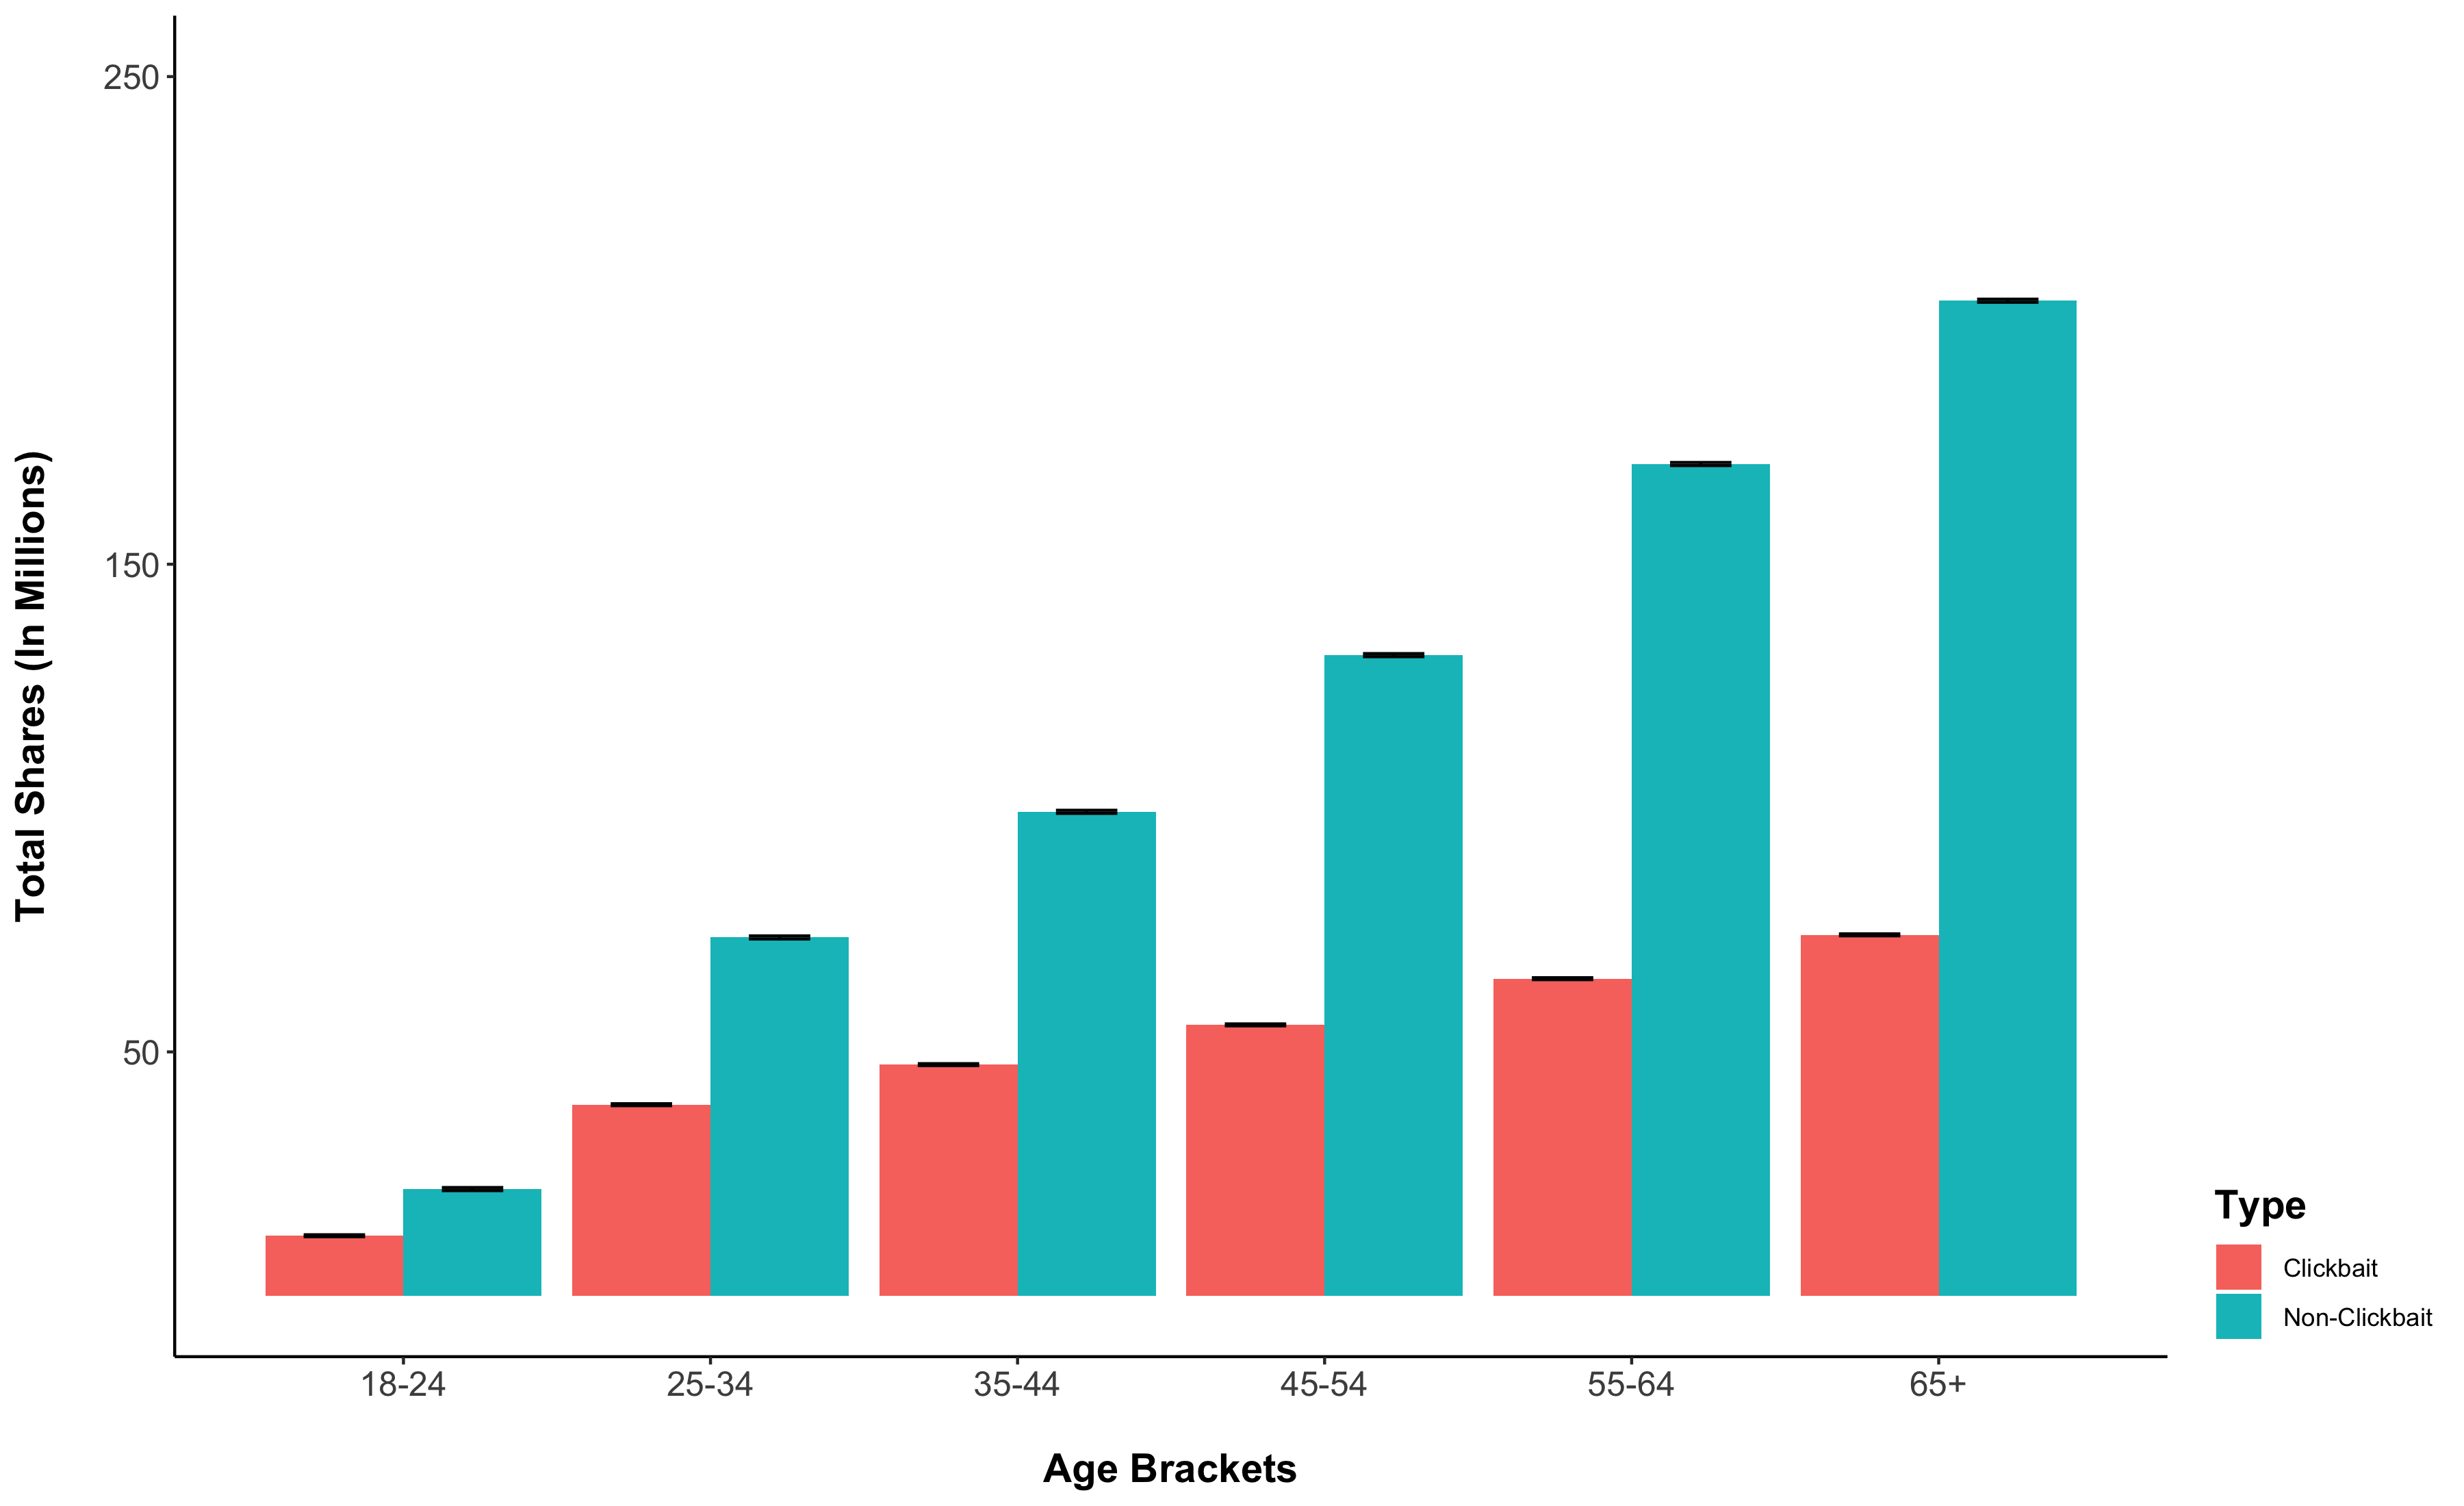 Total Shares (In Millions)
250
150
50
18-24
25-34
35-44
45-54
55-64
65+
Age Brackets
Type
Clickbait
Non-Clickbait